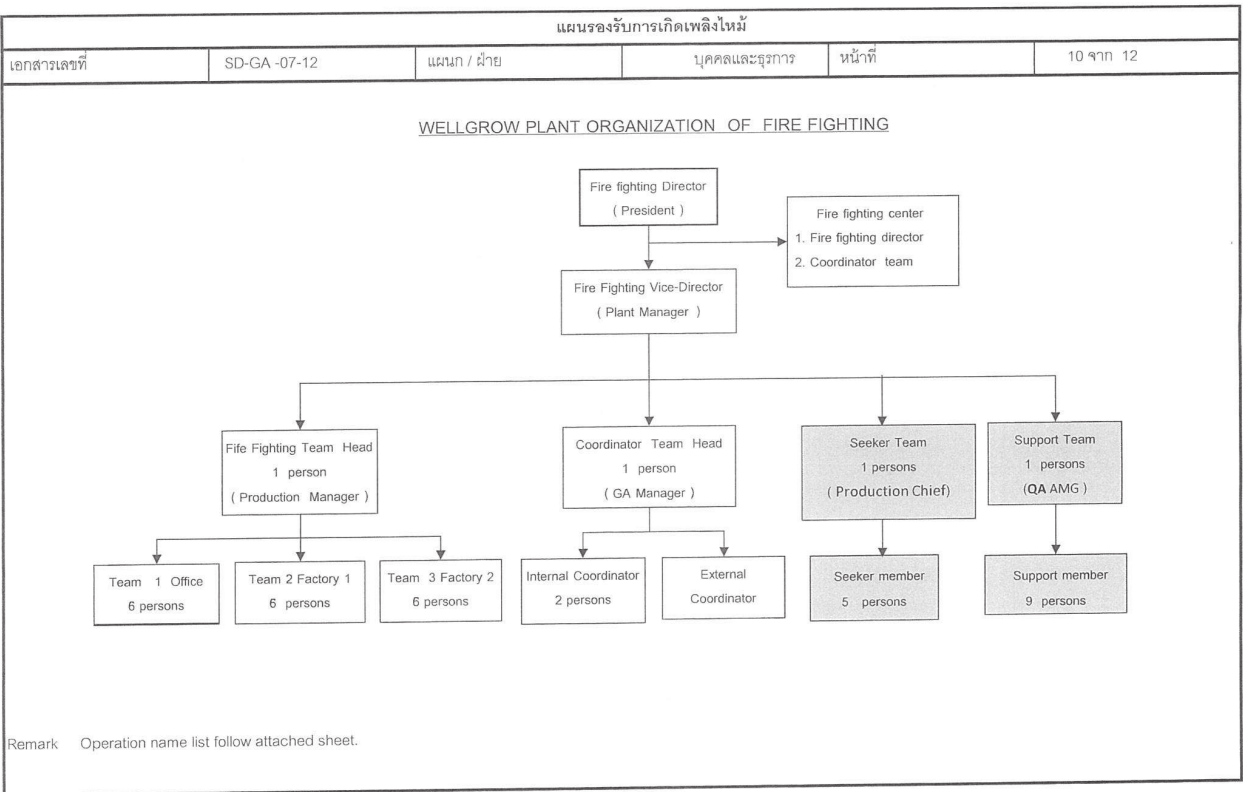 แผนรองรับการเกิดเพลิงไหม้
เอกสารเลขที่ SD-GA -07-12 แผนก / ฝ่าย บุคคลและธุรการ หน้าที่ 10 จาก 12
WELLGROW PLANT ORGANIZATION OF FIRE FIGHTING
Fire fighting Director
( President )
Fire fighting center
1. Fire fighting director
2. Coordinator team
Fire Fighting Vice-Director
( Plant Manager )
Fife Fighting Team Head
1 person
( Production Manager )
Coordinator Team Head
1 person
( GA Manager )
Seeker Team
1 persons
( Production Chief)
Support Team
1 persons
(QA AMG )
Team 1 Office
6 persons
Team 2 Factory 1
6 persons
Team 3 Factory 2
6 persons
Internal Coordinator
2 persons
External
Coordinator
Seeker member
5 persons
Support member
9 persons
Remark Operation name list follow attached sheet.